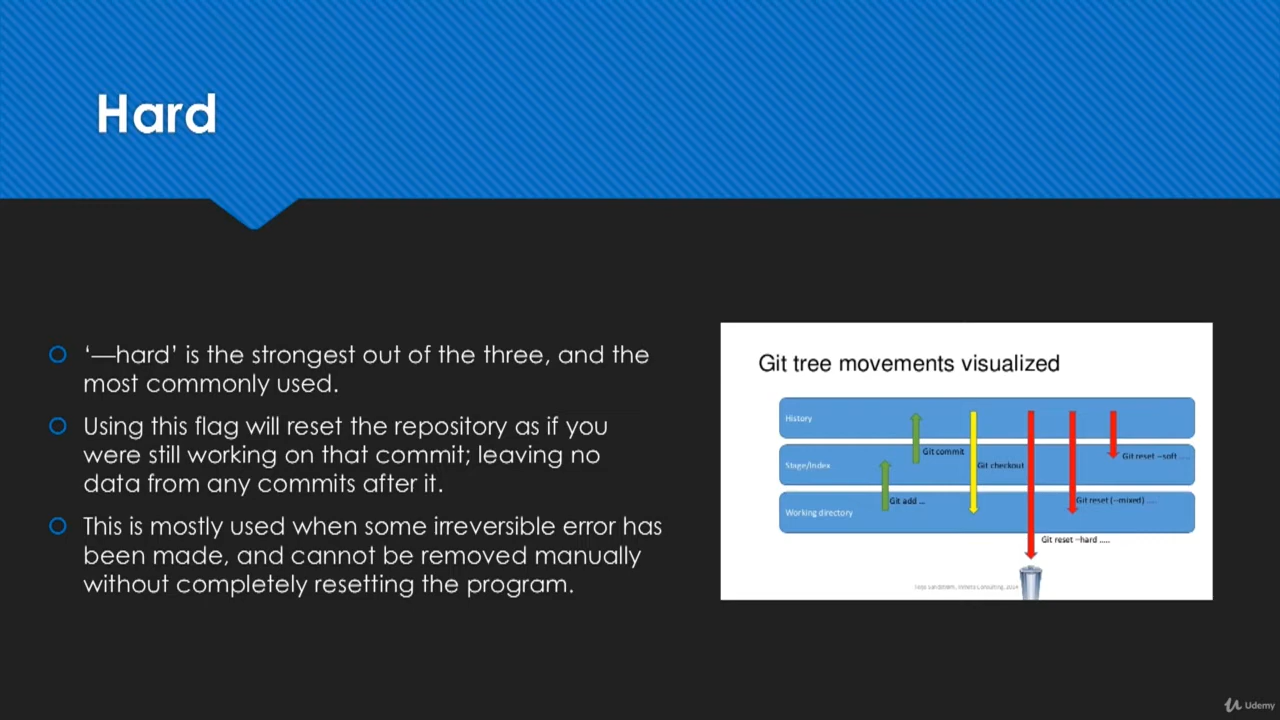 Hard
‘—hard’ is the strongest out of the three, and the
most commonly used.
Using this flag will reset the repository as if you
were still working on that commit; leaving no
data from any commits after it.
This is mostly used when some irreversible error has
been made, and cannot be removed manually
without completely resetting the program.
Git tree movements visualized
History
Git commit
Git reset –soft ....
Stage/Index
Git checkout
Git add ...
Git reset (–mixed) ....
Working directory
Git reset –hard .....
Consulting, 2014
Udemy